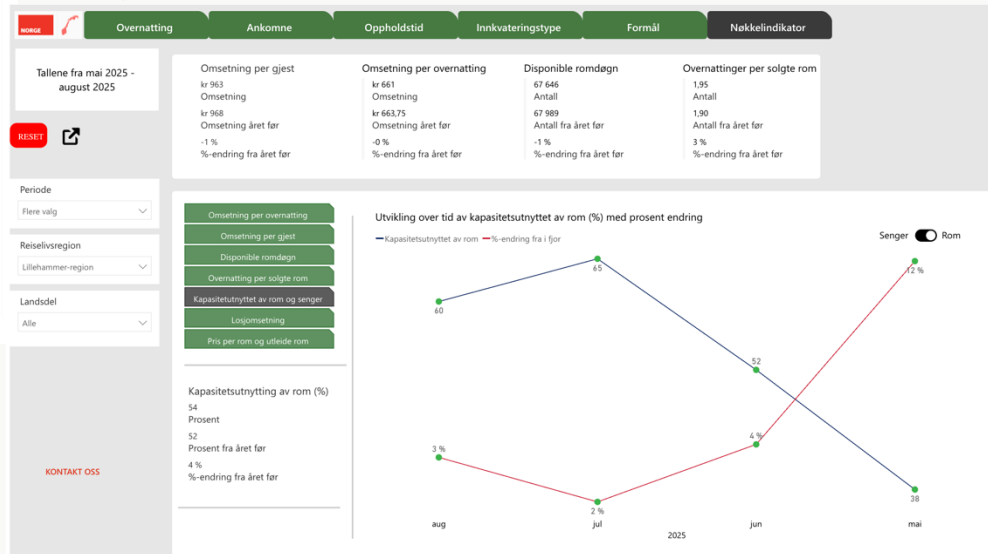 NORGE
Overnatting
Ankomne
Oppholdstid
Innkvateringstype
Formål
Nøkkelindikator
Tallene fra mai 2025 -
august 2025
RESET
Omsetning per gjest
kr 963
Omsetning
kr 968
Omsetning året før
-1 %
%-endring fra året før
Omsetning per overnatting
kr 661
Omsetning
kr 663,75
Omsetning året før
-0 %
%-endring fra året før
Disponible romdøgn
67 646
Antall
67 989
Antall fra året før
-1 %
%-endring fra året før
Overnattinger per solgte rom
1,95
Antall
1,90
Antall fra året før
3 %
%-endring fra året før
Periode
Flere valg
Reiselivsregion
Lillehammer-region
Landsdel
Alle
KONTAKT OSS
Omsetning per overnatting
Omsetning per gjest
Disponible romdøgn
Overnatting per solgte rom
Kapasitetutnyttet av rom og senger
Losjiomsetning
Pris per rom og utleide rom
Kapasitetsutnytting av rom (%)
54
Prosent
52
Prosent fra året før
4 %
%-endring fra året før
Utvikling over tid av kapasitetsutnyttet av rom (%) med prosent endring
Kapasitetsutnyttet av rom
%-endring fra i fjor
Senger
Rom
60
65
52
38
3 %
2 %
4 %
12 %
aug
jul
jun
mai
2025